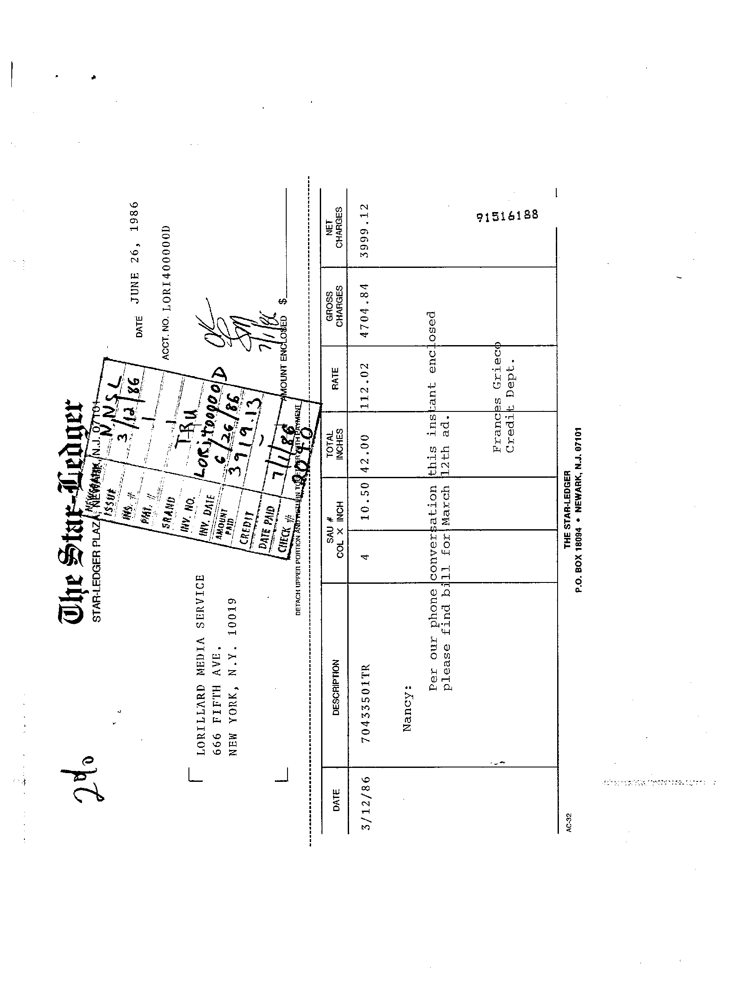 2%
The Star-Ledger
STAR-LEDGER PLAZA, NEWARK, N.J. 07101
DATE JUNE 26, 1986
ACCT. NO. LORI400000D
LORILLARD MEDIA SERVICE
666 FIFTH AVE.
NEW YORK, N.Y. 10019
ISSUE NNSL
INS. # 3/12/86
PMT. # 1
BRAND TRU
INV. NO. LORI400000D
INV. DATE 6/26/86
AMOUNT PAID 3919.13
CREDIT -
DATE PAID 7/1/86
CHECK #
OK
7/1/86
AMOUNT ENCLOSED $
DETACH UPPER PORTION AND RETURN WITH PAYMENT
DATE DESCRIPTION SAU # COL X INCH TOTAL INCHES RATE GROSS CHARGES NET CHARGES
3/12/86 70433501TR 4 10.50 42.00 112.02 4704.84 3999.12
Nancy:
Per our phone conversation this instant enclosed
please find bill for March 12th ad.
Frances Grieco
Credit Dept.
91516188
AC-32
THE STAR-LEDGER
P.O. BOX 18094 • NEWARK, N.J. 07101